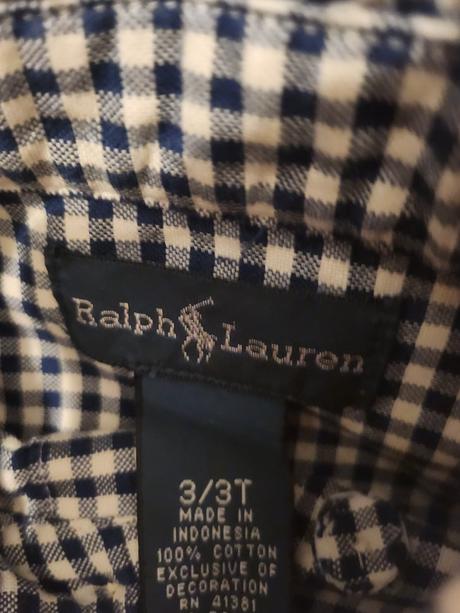 Ralph Lauren
3/3T
MADE IN
INDONESIA
100% COTTON
EXCLUSIVE OF
DECORATION
RN 41381